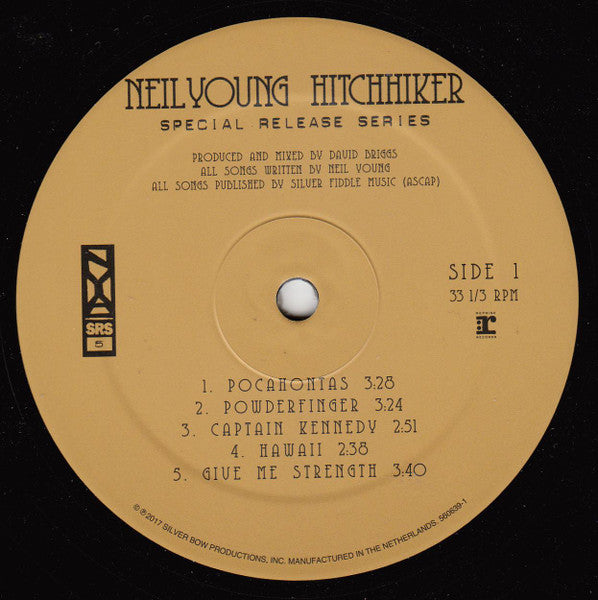 NEIL YOUNG HITCHHIKER
SPECIAL RELEASE SERIES
PRODUCED AND MIXED BY DAVID BRIGGS
ALL SONGS WRITTEN BY NEIL YOUNG
ALL SONGS PUBLISHED BY SILVER FIDDLE MUSIC (ASCAP)
NYA
SRS
5
SIDE 1
33 1/3 RPM
REPRISE
r
RECORDS
1. POCAHONTAS 3:28
2. POWDERFINGER 3:24
3. CAPTAIN KENNEDY 2:51
4. HAWAII 2:38
5. GIVE ME STRENGTH 3:40
© ℗ 2017 SILVER BOW PRODUCTIONS, INC. MANUFACTURED IN THE NETHERLANDS. 560639-1